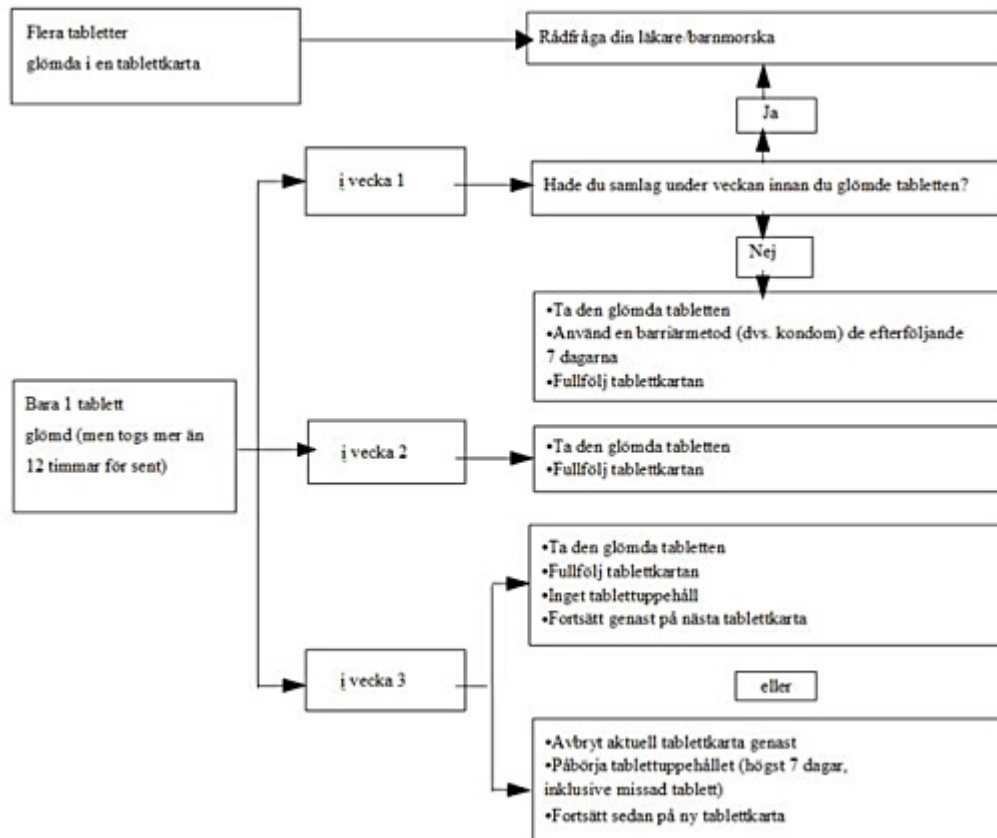 Flera tabletter
glömda i en tablettkarta
Rådfråga din läkare/barnmorska
Ja
i vecka 1
Hade du samlag under veckan innan du glömde tabletten?
Nej
•Ta den glömda tabletten
•Använd en barriärmetod (dvs. kondom) de efterföljande
7 dagarna
•Fullfölj tablettkartan
Bara 1 tablett
glömd (men togs mer än
12 timmar för sent)
i vecka 2
•Ta den glömda tabletten
•Fullfölj tablettkartan
i vecka 3
•Ta den glömda tabletten
•Fullfölj tablettkartan
•Inget tablettuppehåll
•Fortsätt genast på nästa tablettkarta
eller
•Avbryt aktuell tablettkarta genast
•Påbörja tablettuppehållet (högst 7 dagar,
inklusive missad tablett)
•Fortsätt sedan på ny tablettkarta